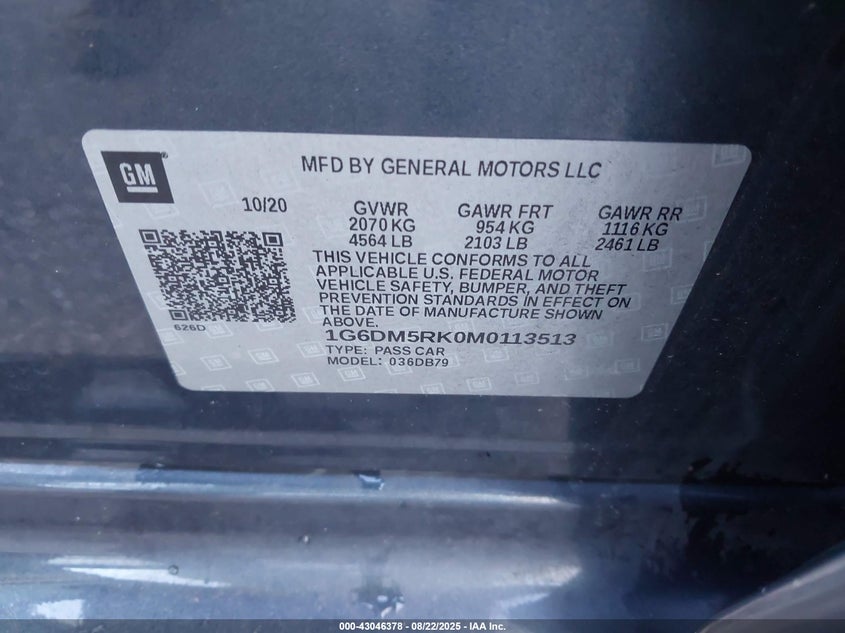 GM
MFD BY GENERAL MOTORS LLC
10/20 GVWR GAWR FRT GAWR RR
2070 KG 954 KG 1116 KG
4564 LB 2103 LB 2461 LB
THIS VEHICLE CONFORMS TO ALL
APPLICABLE U.S. FEDERAL MOTOR
VEHICLE SAFETY, BUMPER, AND THEFT
PREVENTION STANDARDS IN EFFECT ON
THE DATE OF MANUFACTURE SHOWN
ABOVE.
626D
1G6DM5RK0M0113513
TYPE: PASS CAR
MODEL: 036DB79
000-43046378 - 08/22/2025 - IAA Inc.